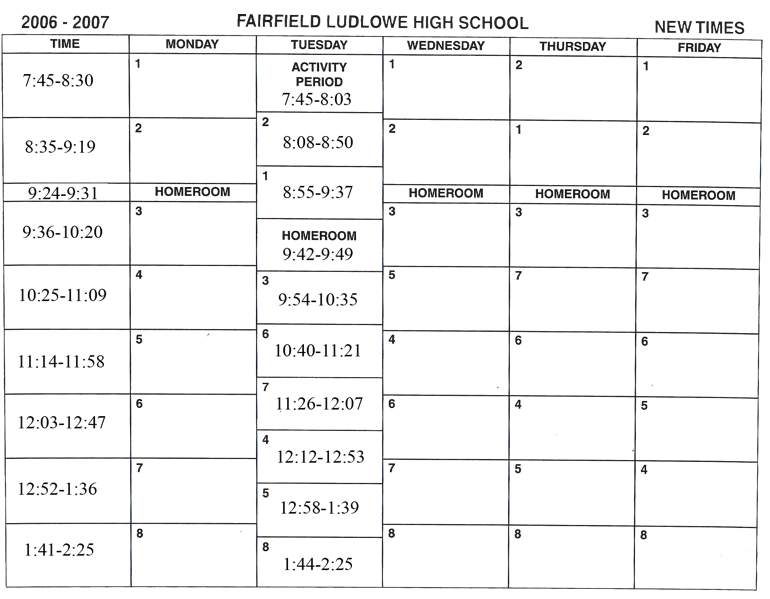 2006 - 2007 FAIRFIELD LUDLOWE HIGH SCHOOL NEW TIMES
TIME MONDAY TUESDAY WEDNESDAY THURSDAY FRIDAY
7:45-8:30 1 ACTIVITY PERIOD 7:45-8:03 1 2 1
8:35-9:19 2 2 8:08-8:50 2 1 2
9:24-9:31 HOMEROOM 1 8:55-9:37 HOMEROOM HOMEROOM HOMEROOM
9:36-10:20 3 HOMEROOM 9:42-9:49 3 3 3
10:25-11:09 4 3 9:54-10:35 5 7 7
11:14-11:58 5 6 10:40-11:21 4 6 6
12:03-12:47 6 7 11:26-12:07 6 4 5
4 12:12-12:53
12:52-1:36 7 5 12:58-1:39 7 5 4
1:41-2:25 8 8 1:44-2:25 8 8 8